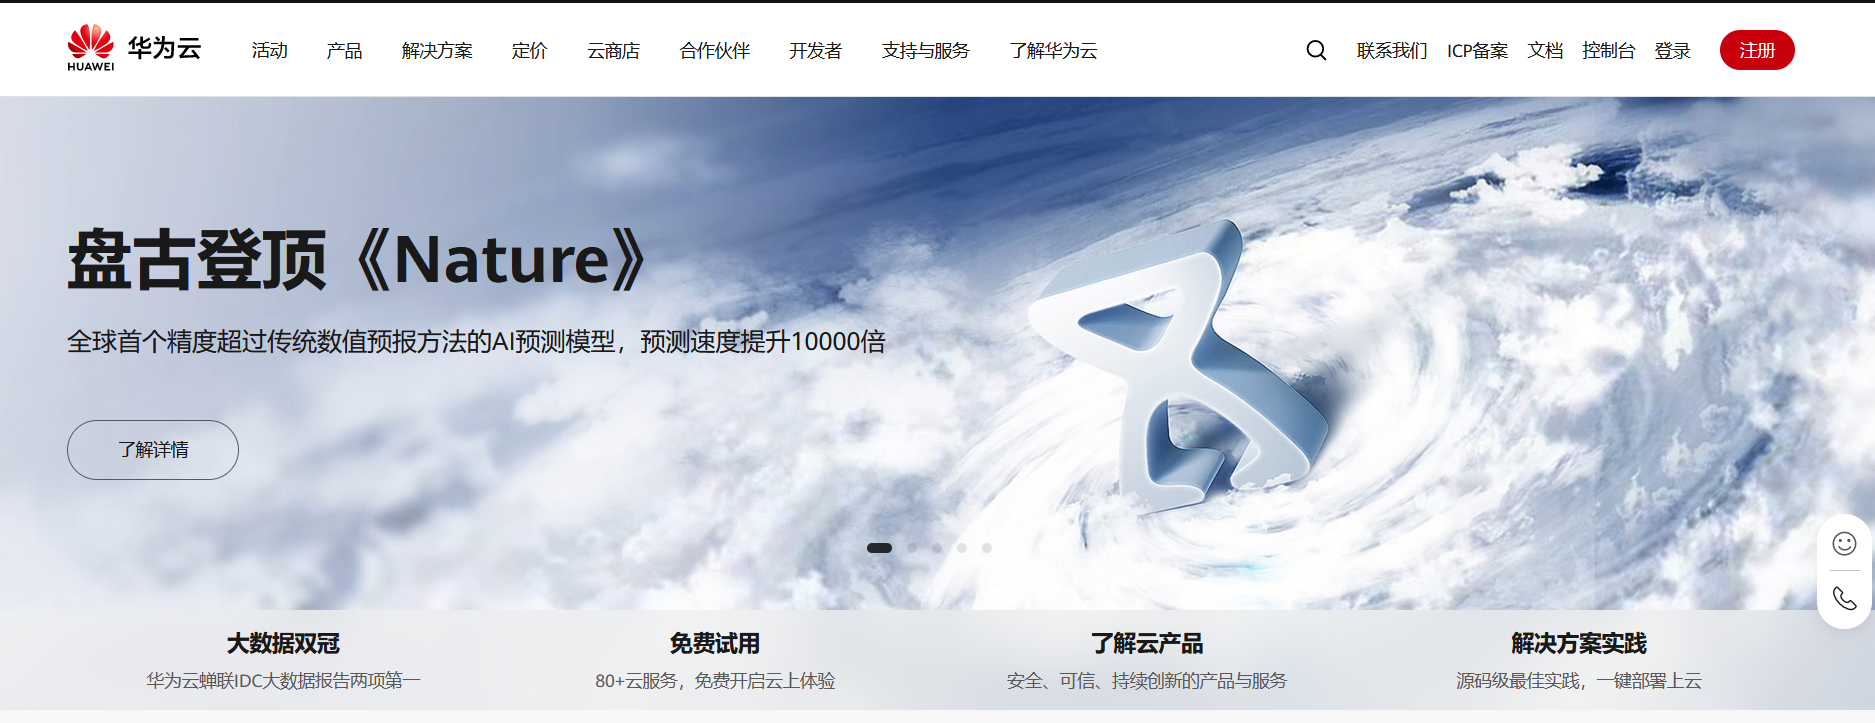 HUAWEI 华为云 活动 产品 解决方案 定价 云商店 合作伙伴 开发者 支持与服务 了解华为云 联系我们 ICP备案 文档 控制台 登录 注册
盘古登顶《Nature》
全球首个精度超过传统数值预报方法的AI预测模型，预测速度提升10000倍
了解详情
大数据双冠 免费试用 了解云产品 解决方案实践
华为云蝉联IDC大数据报告两项第一 80+云服务，免费开启云上体验 安全、可信、持续创新的产品与服务 源码级最佳实践，一键部署上云